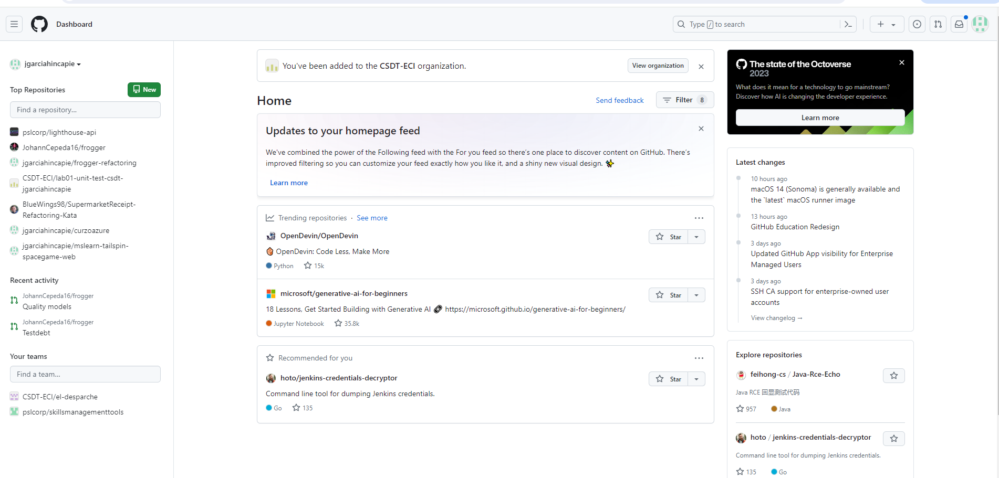 Dashboard
Type / to search
jgarciahincapie
Top Repositories
New
Find a repository...
pslcorp/lighthouse-api
JohannCepeda16/frogger
jgarciahincapie/frogger-refactoring
CSDT-ECI/lab01-unit-test-csdt-
jgarciahincapie
BlueWings98/SupermarketReceipt-
Refactoring-Kata
jgarciahincapie/curzoazure
jgarciahincapie/mslearn-tailspin-
spacegame-web
Recent activity
JohannCepeda16/frogger
Quality models
JohannCepeda16/frogger
Testdebt
Your teams
Find a team...
CSDT-ECI/el-desparche
pslcorp/skillsmanagementtools
You've been added to the CSDT-ECI organization.
View organization
Home
Send feedback
Filter 8
Updates to your homepage feed
We've combined the power of the Following feed with the For you feed so there's one place to discover content on GitHub. There's
improved filtering so you can customize your feed exactly how you like it, and a shiny new visual design. ✨
Learn more
Trending repositories · See more
OpenDevin/OpenDevin
Star
OpenDevin: Code Less, Make More
Python 15k
microsoft/generative-ai-for-beginners
Star
18 Lessons, Get Started Building with Generative AI 🔗 https://microsoft.github.io/generative-ai-for-beginners/
Jupyter Notebook 35.8k
Recommended for you
hoto/jenkins-credentials-decryptor
Star
Command line tool for dumping Jenkins credentials.
Go 135
The state of the Octoverse
2023
What does it mean for a technology to go mainstream?
Discover how AI is changing the developer experience.
Learn more
Latest changes
10 hours ago
macOS 14 (Sonoma) is generally available and
the `latest` macOS runner image
13 hours ago
GitHub Education Redesign
3 days ago
Updated GitHub App visibility for Enterprise
Managed Users
3 days ago
SSH CA support for enterprise-owned user
accounts
View changelog →
Explore repositories
feihong-cs / Java-Rce-Echo
Java RCE 回显测试代码
957 Java
hoto / jenkins-credentials-decryptor
Command line tool for dumping Jenkins credentials.
135 Go